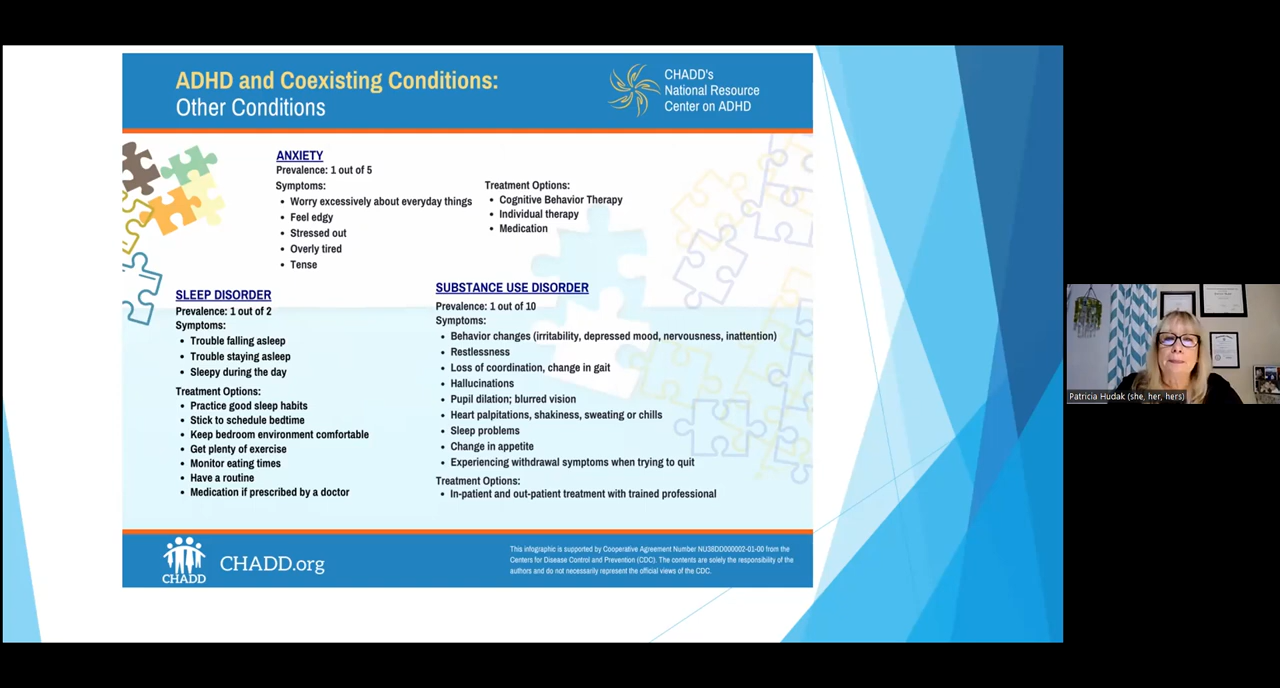 ADHD and Coexisting Conditions:
Other Conditions
CHADD's
National Resource
Center on ADHD
ANXIETY
Prevalence: 1 out of 5
Symptoms:
• Worry excessively about everyday things
• Feel edgy
• Stressed out
• Overly tired
• Tense
Treatment Options:
• Cognitive Behavior Therapy
• Individual therapy
• Medication
SLEEP DISORDER
Prevalence: 1 out of 2
Symptoms:
• Trouble falling asleep
• Trouble staying asleep
• Sleepy during the day
Treatment Options:
• Practice good sleep habits
• Stick to schedule bedtime
• Keep bedroom environment comfortable
• Get plenty of exercise
• Monitor eating times
• Have a routine
• Medication if prescribed by a doctor
SUBSTANCE USE DISORDER
Prevalence: 1 out of 10
Symptoms:
• Behavior changes (irritability, depressed mood, nervousness, inattention)
• Restlessness
• Loss of coordination, change in gait
• Hallucinations
• Pupil dilation; blurred vision
• Heart palpitations, shakiness, sweating or chills
• Sleep problems
• Change in appetite
• Experiencing withdrawal symptoms when trying to quit
Treatment Options:
• In-patient and out-patient treatment with trained professional
CHADD
CHADD.org
This infographic is supported by Cooperative Agreement Number NU38DD000002-01-00 from the
Centers for Disease Control and Prevention (CDC). The contents are solely the responsibility of the
authors and do not necessarily represent the official views of the CDC.
Patricia Hudak (she, her, hers)